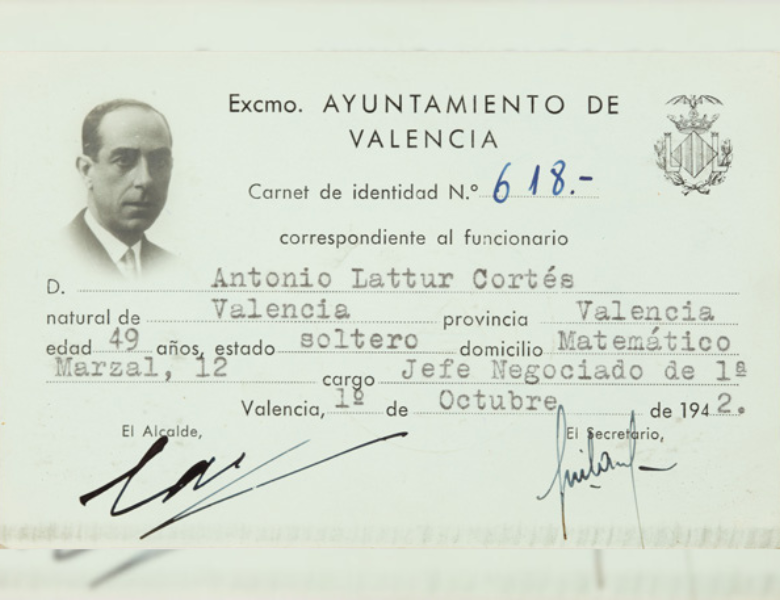 Excmo. AYUNTAMIENTO DE
VALENCIA
Carnet de identidad N.º 618.-
correspondiente al funcionario
D. Antonio Lattur Cortés
natural de Valencia provincia Valencia
edad 49 años, estado soltero domicilio Matemático
Marzal, 12 cargo Jefe Negociado de 1ª
Valencia, 1º de Octubre de 1942.
El Alcalde, El Secretario,